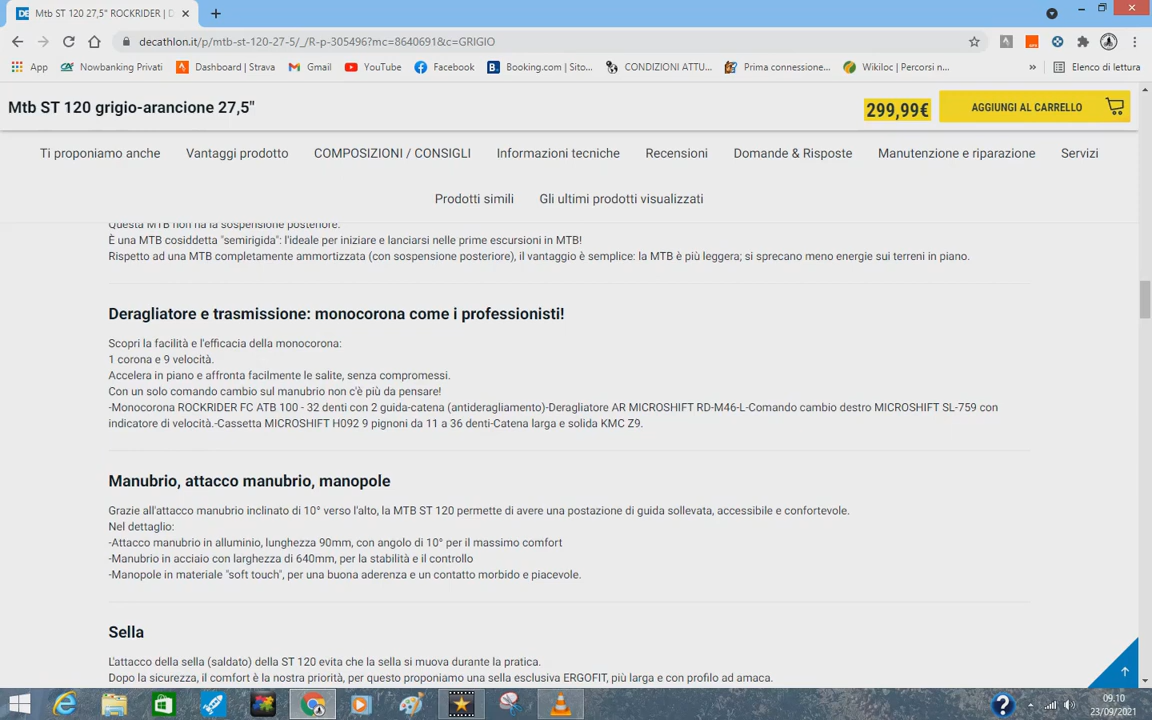 Mtb ST 120 27,5" ROCKRIDER | D
decathlon.it/p/mtb-st-120-27-5/_/R-p-305496?mc=8640691&c=GRIGIO
App Nowbanking Privati Dashboard | Strava Gmail YouTube Facebook Booking.com | Sito... CONDIZIONI ATTU... Prima connessione... Wikiloc | Percorsi n... » Elenco di lettura
Mtb ST 120 grigio-arancione 27,5" 299,99€ AGGIUNGI AL CARRELLO
Ti proponiamo anche Vantaggi prodotto COMPOSIZIONI / CONSIGLI Informazioni tecniche Recensioni Domande & Risposte Manutenzione e riparazione Servizi
Prodotti simili Gli ultimi prodotti visualizzati
Questa MTB non ha la sospensione posteriore.
È una MTB cosiddetta "semirigida": l'ideale per iniziare e lanciarsi nelle prime escursioni in MTB!
Rispetto ad una MTB completamente ammortizzata (con sospensione posteriore), il vantaggio è semplice: la MTB è più leggera; si sprecano meno energie sui terreni in piano.
Deragliatore e trasmissione: monocorona come i professionisti!
Scopri la facilità e l'efficacia della monocorona:
1 corona e 9 velocità.
Accelera in piano e affronta facilmente le salite, senza compromessi.
Con un solo comando cambio sul manubrio non c'è più da pensare!
-Monocorona ROCKRIDER FC ATB 100 - 32 denti con 2 guida-catena (antideragliamento)-Deragliatore AR MICROSHIFT RD-M46-L-Comando cambio destro MICROSHIFT SL-759 con
indicatore di velocità.-Cassetta MICROSHIFT H092 9 pignoni da 11 a 36 denti-Catena larga e solida KMC Z9.
Manubrio, attacco manubrio, manopole
Grazie all'attacco manubrio inclinato di 10° verso l'alto, la MTB ST 120 permette di avere una postazione di guida sollevata, accessibile e confortevole.
Nel dettaglio:
-Attacco manubrio in alluminio, lunghezza 90mm, con angolo di 10° per il massimo comfort
-Manubrio in acciaio con larghezza di 640mm, per la stabilità e il controllo
-Manopole in materiale "soft touch", per una buona aderenza e un contatto morbido e piacevole.
Sella
L'attacco della sella (saldato) della ST 120 evita che la sella si muova durante la pratica.
Dopo la sicurezza, il comfort è la nostra priorità, per questo proponiamo una sella esclusiva ERGOFIT, più larga e con profilo ad amaca.
09.10
23/09/2021